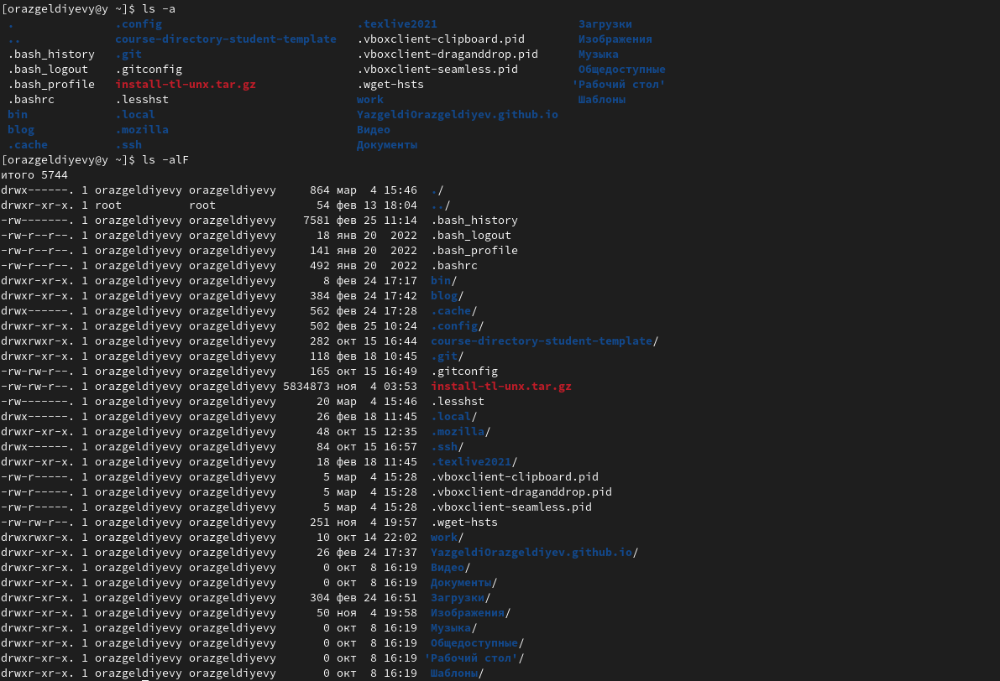 [orazgeldiyevy@y ~]$ ls -a
.               .config                           .texlive2021                     Загрузки
..              course-directory-student-template .vboxclient-clipboard.pid        Изображения
.bash_history   .git                              .vboxclient-draganddrop.pid      Музыка
.bash_logout    .gitconfig                        .vboxclient-seamless.pid         Общедоступные
.bash_profile   install-tl-unx.tar.gz             .wget-hsts                      'Рабочий стол'
.bashrc         .lesshst                          work                             Шаблоны
bin             .local                            YazgeldiOrazgeldiyev.github.io
blog            .mozilla                          Видео
.cache          .ssh                              Документы
[orazgeldiyevy@y ~]$ ls -alF
итого 5744
drwx------. 1 orazgeldiyevy orazgeldiyevy     864 мар  4 15:46  ./
drwxr-xr-x. 1 root          root               54 фев 13 18:04  ../
-rw-------. 1 orazgeldiyevy orazgeldiyevy    7581 фев 25 11:14  .bash_history
-rw-r--r--. 1 orazgeldiyevy orazgeldiyevy      18 янв 20  2022  .bash_logout
-rw-r--r--. 1 orazgeldiyevy orazgeldiyevy     141 янв 20  2022  .bash_profile
-rw-r--r--. 1 orazgeldiyevy orazgeldiyevy     492 янв 20  2022  .bashrc
drwxr-xr-x. 1 orazgeldiyevy orazgeldiyevy       8 фев 24 17:17  bin/
drwxr-xr-x. 1 orazgeldiyevy orazgeldiyevy     384 фев 24 17:42  blog/
drwx------. 1 orazgeldiyevy orazgeldiyevy     562 фев 24 17:28  .cache/
drwxr-xr-x. 1 orazgeldiyevy orazgeldiyevy     502 фев 25 10:24  .config/
drwxrwxr-x. 1 orazgeldiyevy orazgeldiyevy     282 окт 15 16:44  course-directory-student-template/
drwxr-xr-x. 1 orazgeldiyevy orazgeldiyevy     118 фев 18 10:45  .git/
-rw-rw-r--. 1 orazgeldiyevy orazgeldiyevy     165 окт 15 16:49  .gitconfig
-rw-rw-r--. 1 orazgeldiyevy orazgeldiyevy 5834873 ноя  4 03:53  install-tl-unx.tar.gz
-rw-------. 1 orazgeldiyevy orazgeldiyevy      20 мар  4 15:46  .lesshst
drwx------. 1 orazgeldiyevy orazgeldiyevy      26 фев 18 11:45  .local/
drwxr-xr-x. 1 orazgeldiyevy orazgeldiyevy      48 окт 15 12:35  .mozilla/
drwx------. 1 orazgeldiyevy orazgeldiyevy      84 окт 15 16:57  .ssh/
drwxr-xr-x. 1 orazgeldiyevy orazgeldiyevy      18 фев 18 11:45  .texlive2021/
-rw-r-----. 1 orazgeldiyevy orazgeldiyevy       5 мар  4 15:28  .vboxclient-clipboard.pid
-rw-r-----. 1 orazgeldiyevy orazgeldiyevy       5 мар  4 15:28  .vboxclient-draganddrop.pid
-rw-r-----. 1 orazgeldiyevy orazgeldiyevy       5 мар  4 15:28  .vboxclient-seamless.pid
-rw-rw-r--. 1 orazgeldiyevy orazgeldiyevy     251 ноя  4 19:57  .wget-hsts
drwxrwxr-x. 1 orazgeldiyevy orazgeldiyevy      10 окт 14 22:02  work/
drwxr-xr-x. 1 orazgeldiyevy orazgeldiyevy      26 фев 24 17:37  YazgeldiOrazgeldiyev.github.io/
drwxr-xr-x. 1 orazgeldiyevy orazgeldiyevy       0 окт  8 16:19  Видео/
drwxr-xr-x. 1 orazgeldiyevy orazgeldiyevy       0 окт  8 16:19  Документы/
drwxr-xr-x. 1 orazgeldiyevy orazgeldiyevy     304 фев 24 16:51  Загрузки/
drwxr-xr-x. 1 orazgeldiyevy orazgeldiyevy      50 ноя  4 19:58  Изображения/
drwxr-xr-x. 1 orazgeldiyevy orazgeldiyevy       0 окт  8 16:19  Музыка/
drwxr-xr-x. 1 orazgeldiyevy orazgeldiyevy       0 окт  8 16:19  Общедоступные/
drwxr-xr-x. 1 orazgeldiyevy orazgeldiyevy       0 окт  8 16:19 'Рабочий стол'/
drwxr-xr-x. 1 orazgeldiyevy orazgeldiyevy       0 окт  8 16:19  Шаблоны/